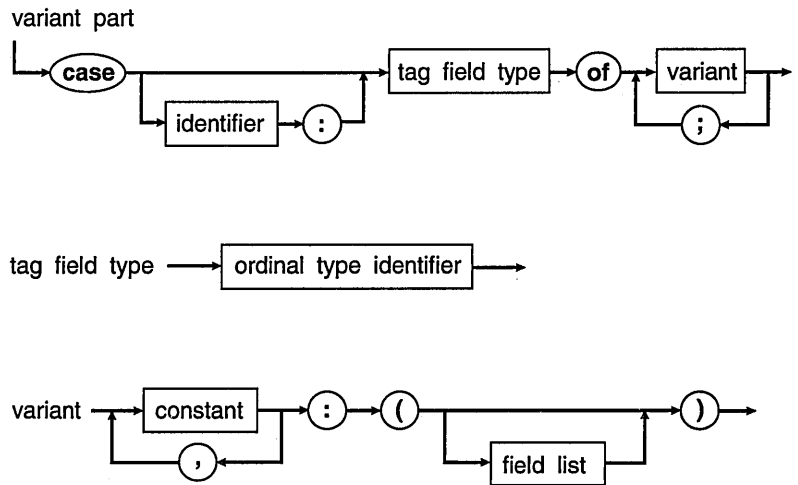 variant part
case tag field type of variant
identifier : ;
tag field type ordinal type identifier
variant constant : ( )
, field list